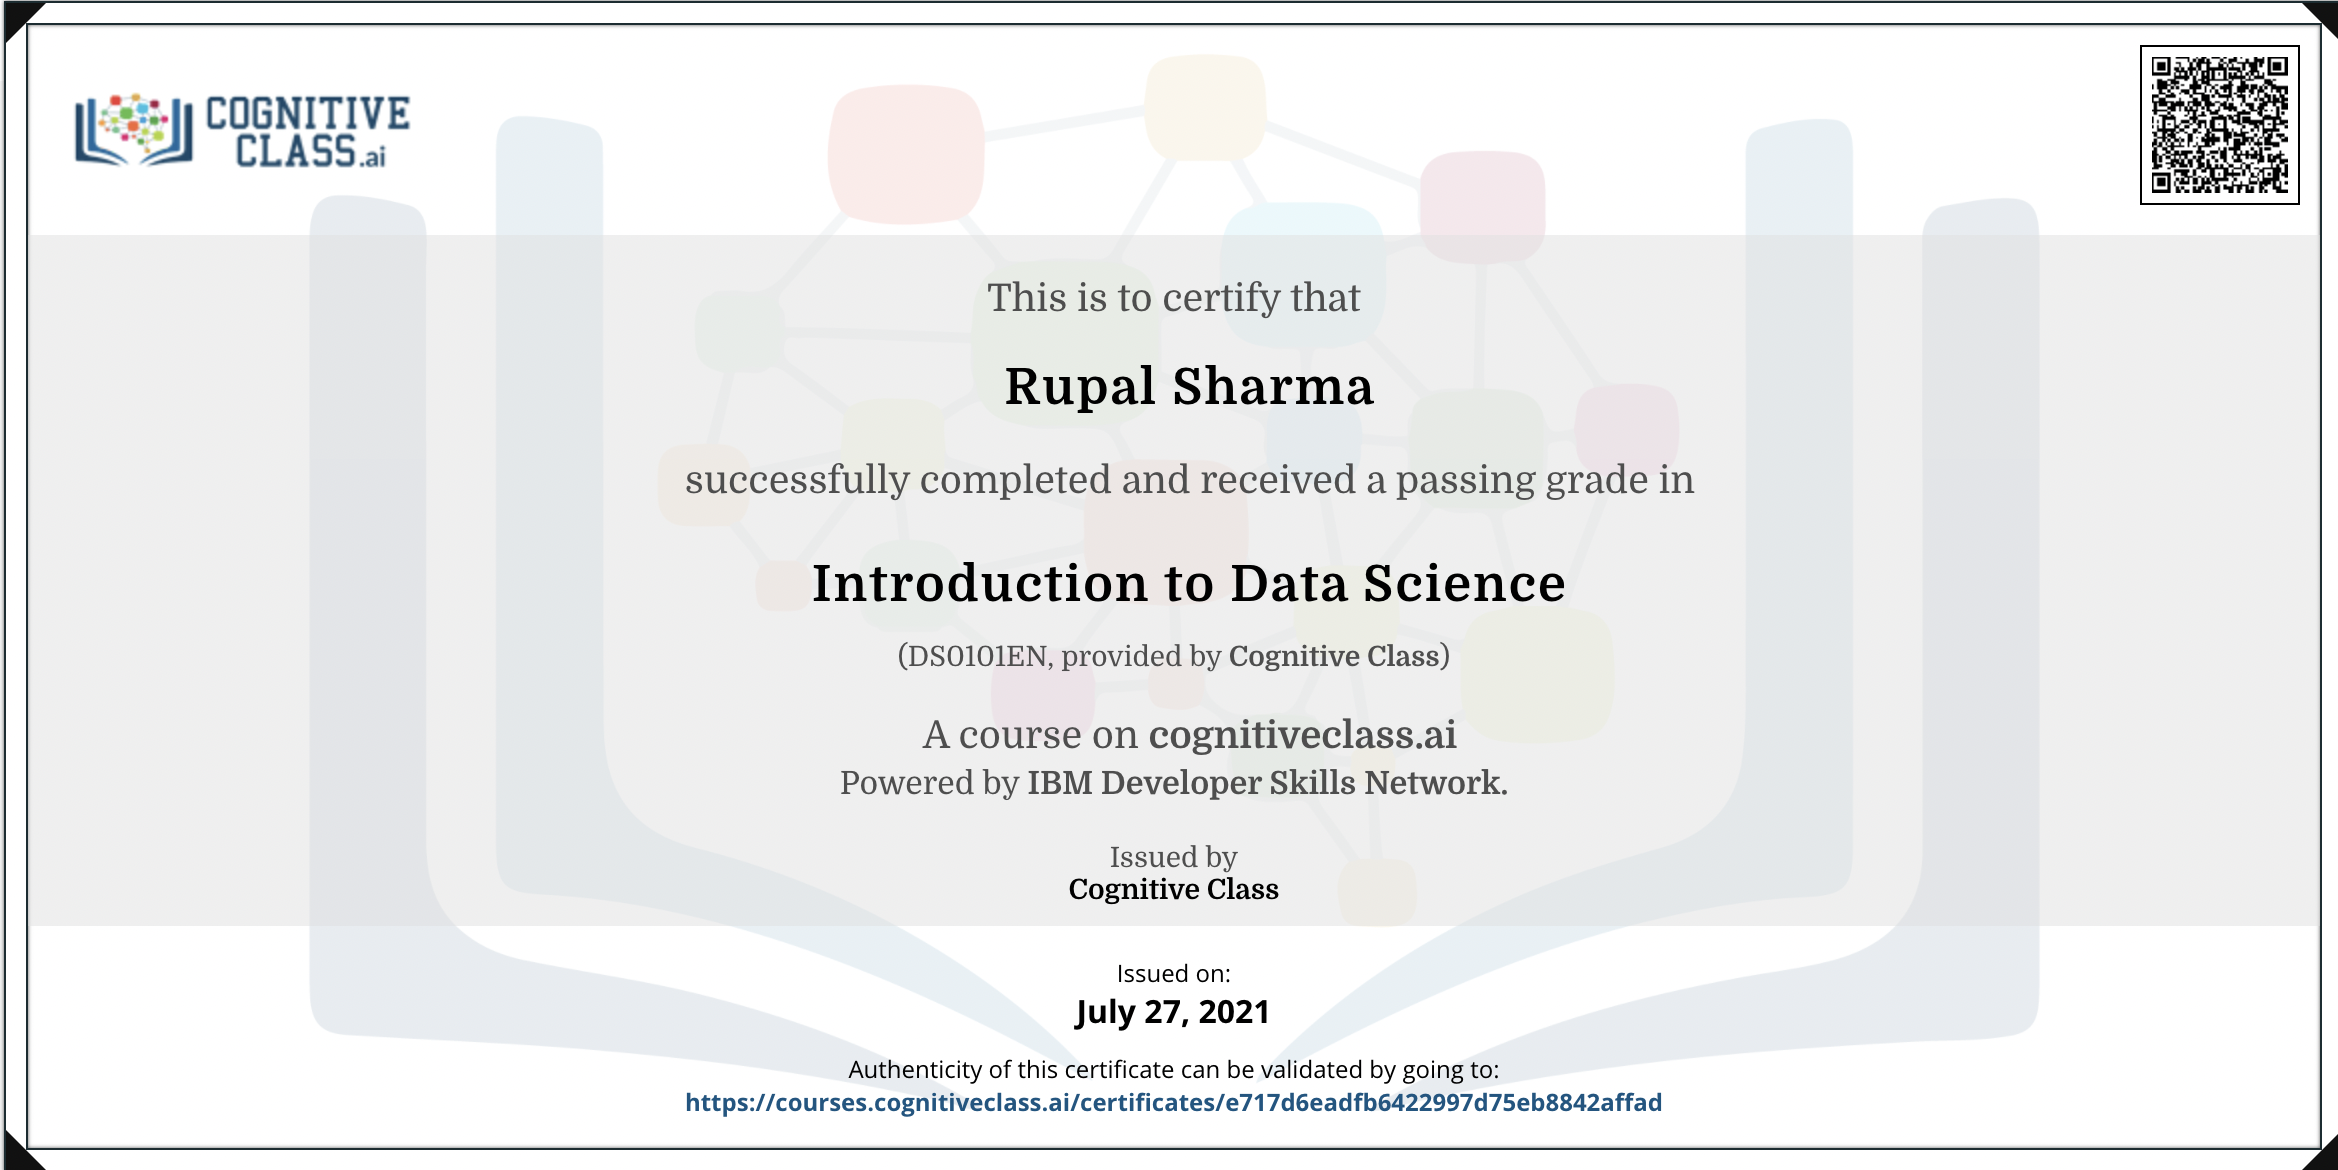 COGNITIVE
CLASS.ai
This is to certify that
Rupal Sharma
successfully completed and received a passing grade in
Introduction to Data Science
(DS0101EN, provided by Cognitive Class)
A course on cognitiveclass.ai
Powered by IBM Developer Skills Network.
Issued by
Cognitive Class
Issued on:
July 27, 2021
Authenticity of this certificate can be validated by going to:
https://courses.cognitiveclass.ai/certificates/e717d6eadfb6422997d75eb8842affad